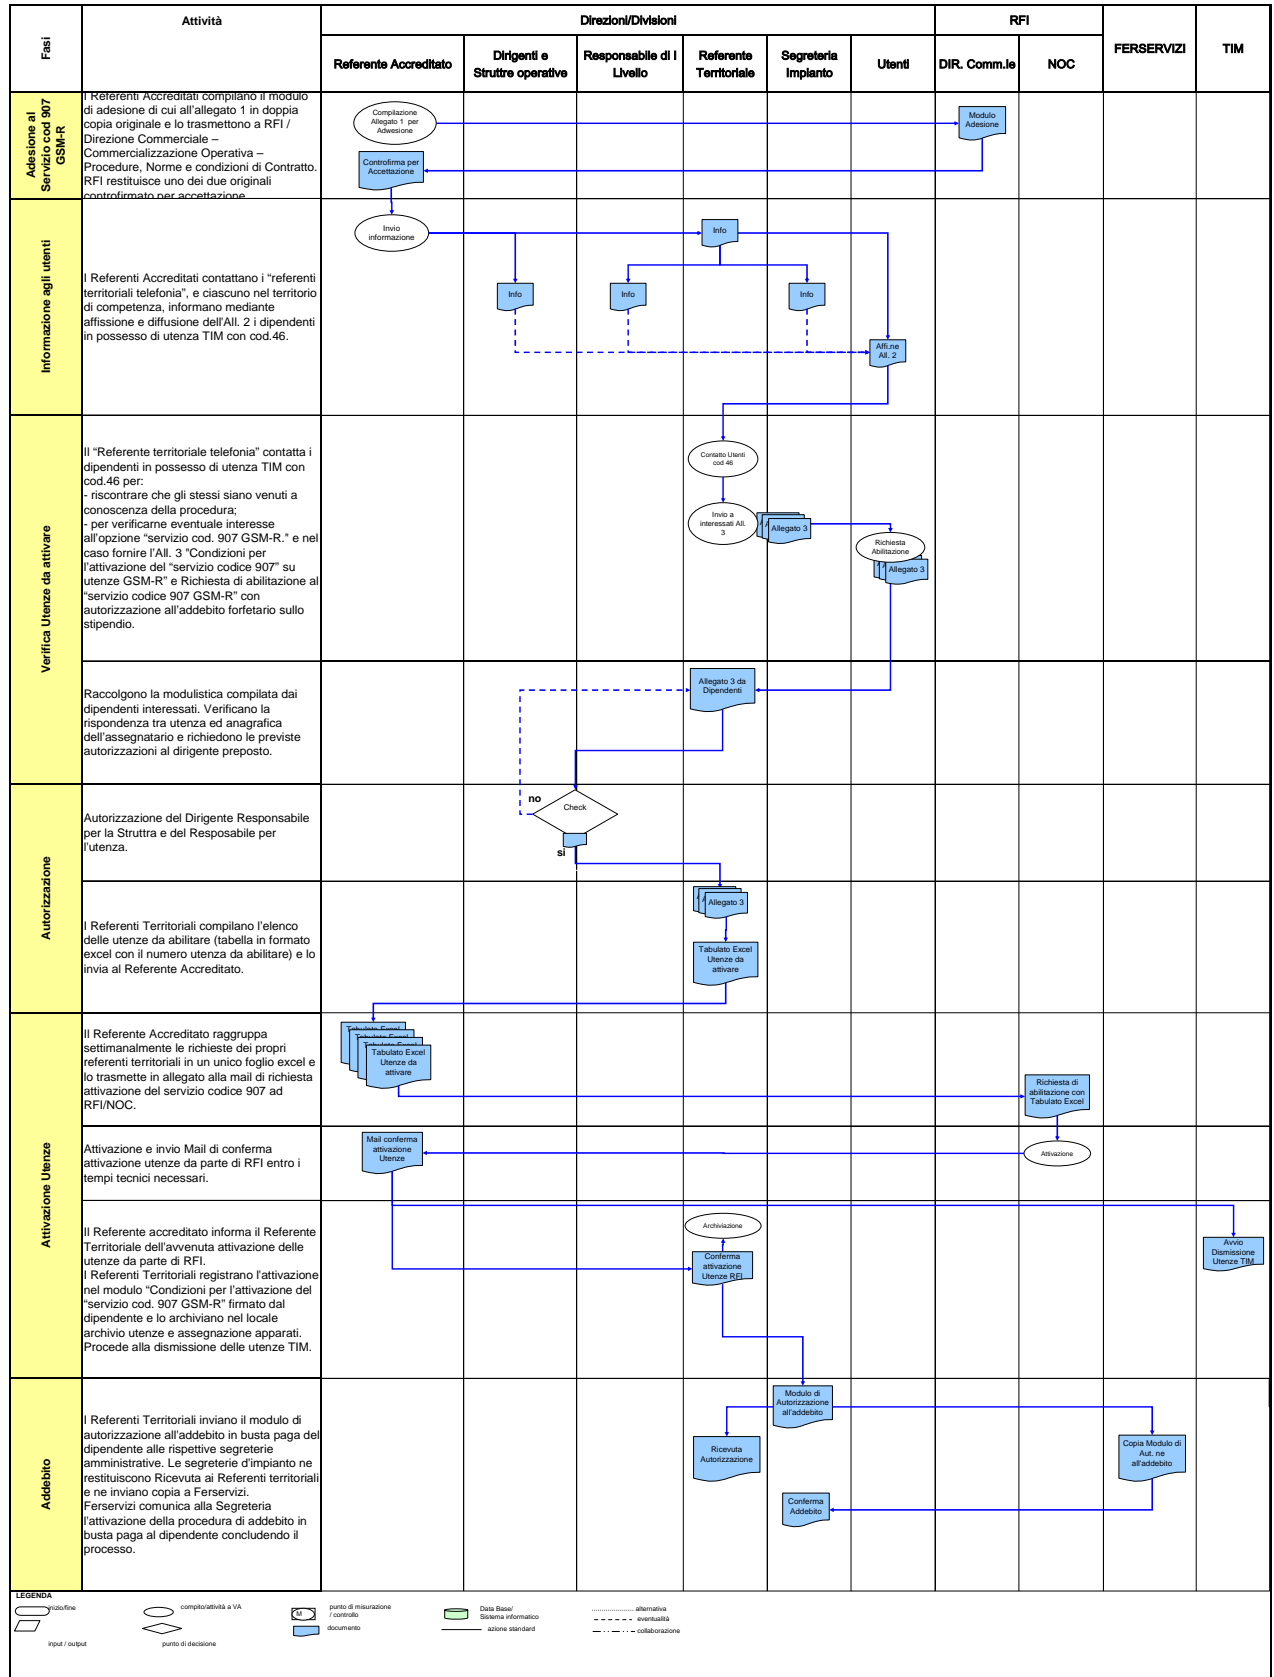 Fasi
Attività
Direzioni/Divisioni
RFI
FERSERVIZI
TIM
Referente Accreditato
Dirigenti e
Struttre operative
Responsabile di I
Livello
Referente
Territoriale
Segreteria
Impianto
Utenti
DIR. Comm.le
NOC
Adesione al
Servizio cod 907
GSM-R
I Referenti Accreditati compilano il modulo
di adesione di cui all'allegato 1 in doppia
copia originale e lo trasmettono a RFI /
Direzione Commerciale –
Commercializzazione Operativa –
Procedure, Norme e condizioni di Contratto.
RFI restituisce uno dei due originali
controfirmato per accettazione.
Compilazione
Allegato 1 per
Adwesione
Modulo
Adesione
Controfirma per
Accettazione
Informazione agli utenti
I Referenti Accreditati contattano i “referenti
territoriali telefonia”, e ciascuno nel territorio
di competenza, informano mediante
affissione e diffusione dell'All. 2 i dipendenti
in possesso di utenza TIM con cod.46.
Invio
informazione
Info
Info
Info
Info
Affi.ne
All. 2
Verifica Utenze da attivare
Il “Referente territoriale telefonia” contatta i
dipendenti in possesso di utenza TIM con
cod.46 per:
- riscontrare che gli stessi siano venuti a
conoscenza della procedura;
- per verificarne eventuale interesse
all'opzione “servizio cod. 907 GSM-R.” e nel
caso fornire l'All. 3 "Condizioni per
l'attivazione del “servizio codice 907” su
utenze GSM-R” e Richiesta di abilitazione al
“servizio codice 907 GSM-R” con
autorizzazione all'addebito forfetario sullo
stipendio.
Contatto Utenti
cod 46
Invio a
interessati All.
3
Allegato 3
Richiesta
Abilitazione
Allegato 3
Raccolgono la modulistica compilata dai
dipendenti interessati. Verificano la
rispondenza tra utenza ed anagrafica
dell'assegnatario e richiedono le previste
autorizzazioni al dirigente preposto.
Allegato 3 da
Dipendenti
Autorizzazione
Autorizzazione del Dirigente Responsabile
per la Struttra e del Resposabile per
l'utenza.
no
Check
si
I Referenti Territoriali compilano l'elenco
delle utenze da abilitare (tabella in formato
excel con il numero utenza da abilitare) e lo
invia al Referente Accreditato.
Allegato 3
Tabulato Excel
Utenze da
attivare
Attivazione Utenze
Il Referente Accreditato raggruppa
settimanalmente le richieste dei propri
referenti territoriali in un unico foglio excel e
lo trasmette in allegato alla mail di richiesta
attivazione del servizio codice 907 ad
RFI/NOC.
Tabulato Excel
Tabulato Excel
Tabulato Excel
Tabulato Excel
Utenze da
attivare
Richiesta di
abilitazione con
Tabulato Excel
Attivazione e invio Mail di conferma
attivazione utenze da parte di RFI entro i
tempi tecnici necessari.
Mail conferma
attivazione
Utenze
Attivazione
Il Referente accreditato informa il Referente
Territoriale dell'avvenuta attivazione delle
utenze da parte di RFI.
I Referenti Territoriali registrano l'attivazione
nel modulo “Condizioni per l'attivazione del
“servizio cod. 907 GSM-R” firmato dal
dipendente e lo archiviano nel locale
archivio utenze e assegnazione apparati.
Procede alla dismissione delle utenze TIM.
Archiviazione
Conferma
attivazione
Utenze RFI
Avvio
Dismissione
Utenze TIM
Addebito
I Referenti Territoriali inviano il modulo di
autorizzazione all'addebito in busta paga del
dipendente alle rispettive segreterie
amministrative. Le segreterie d'impianto ne
restituiscono Ricevuta ai Referenti territoriali
e ne inviano copia a Ferservizi.
Ferservizi comunica alla Segreteria
l'attivazione della procedura di addebito in
busta paga al dipendente concludendo il
processo.
Modulo di
Autorizzazione
all'addebito
Ricevuta
Autorizzazione
Copia Modulo di
Aut. ne
all'addebito
Conferma
Addebito
LEGENDA
inizio/fine
compito/attività a VA
M
punto di misurazione
/ controllo
Data Base/
Sistema informatico
alternativa
eventualità
input / output
punto di decisione
documento
azione standard
collaborazione